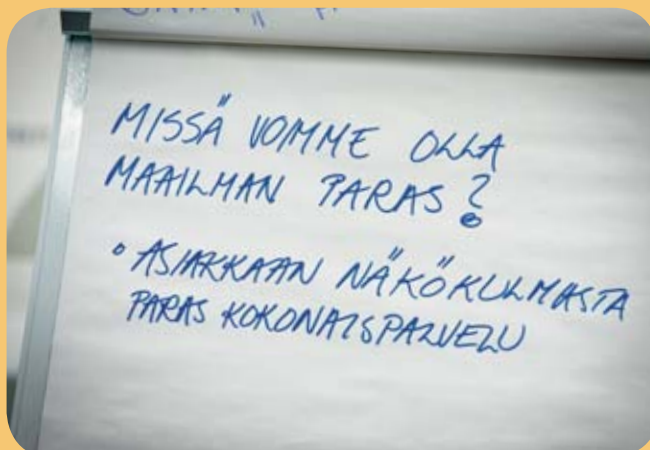 MISSÄ VOIMME OLLA
MAAILMAN PARAS?
• ASIAKKAAN NÄKÖKULMASTA
PARAS KOKONAISPALVELU